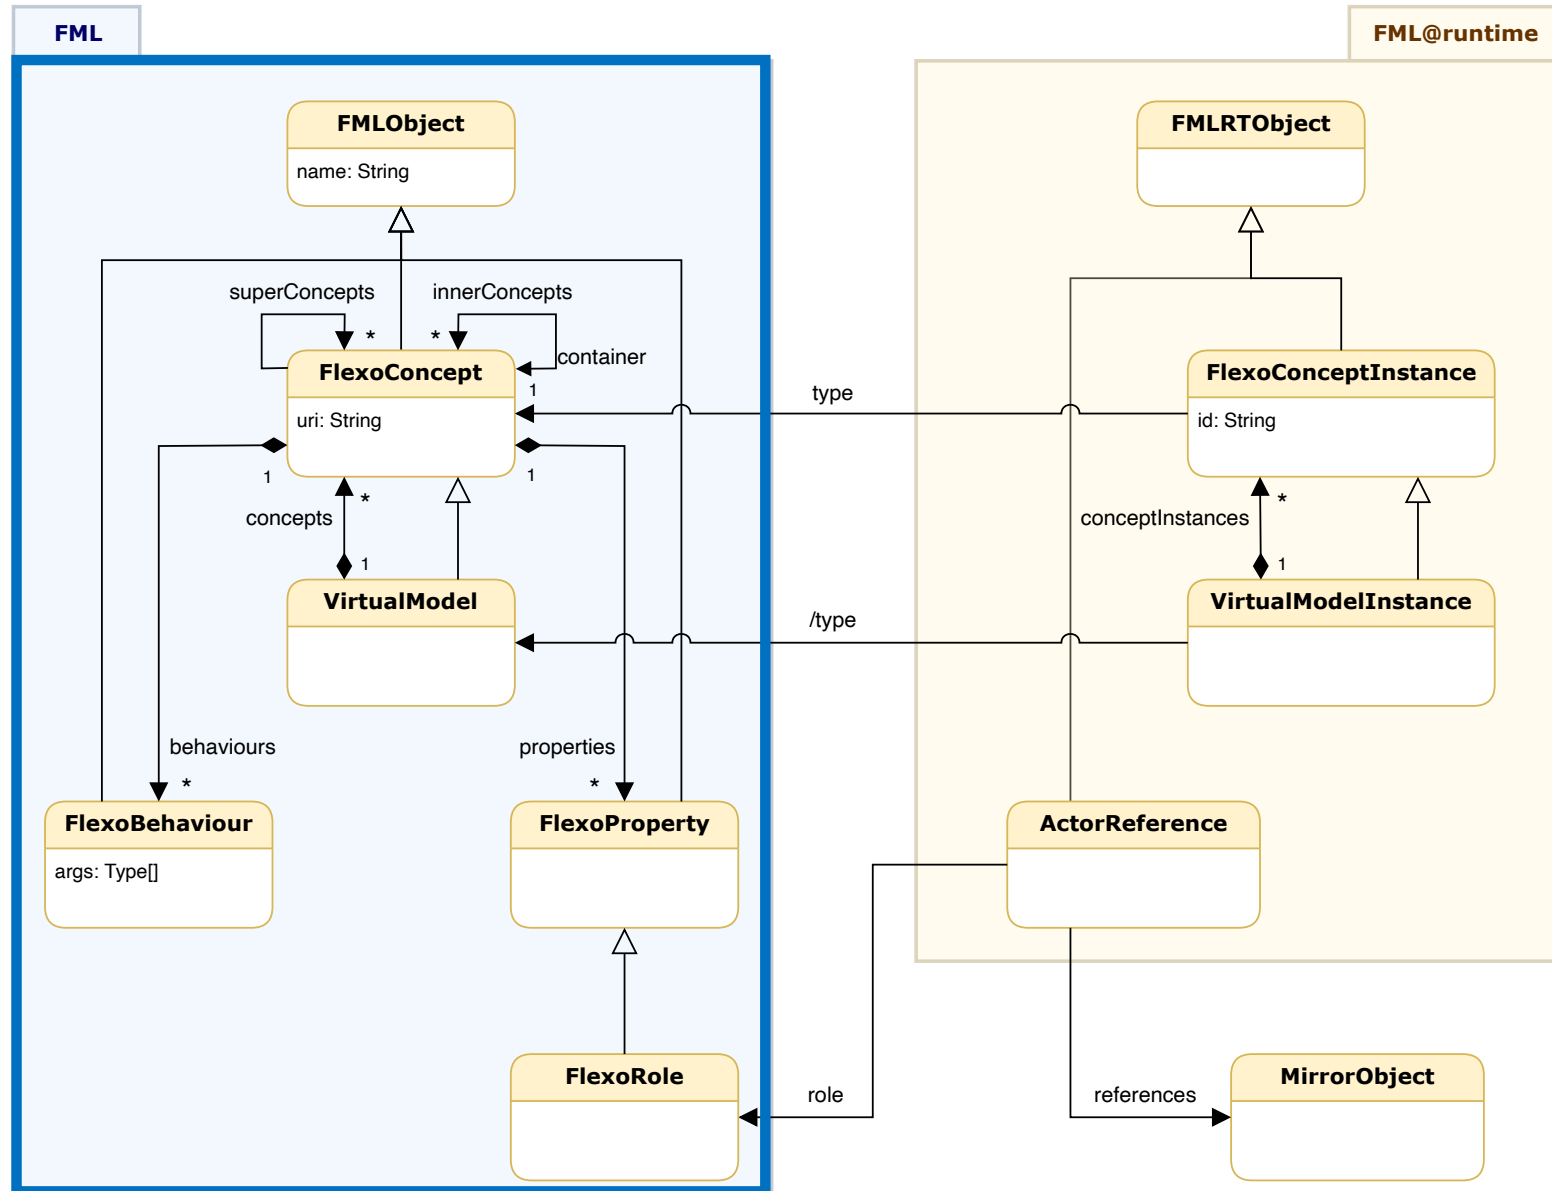 FML
FML@runtime
FMLObject
name: String
FMLRTObject
superConcepts
innerConcepts
*
*
container
FlexoConcept
1
uri: String
1
1
type
FlexoConceptInstance
id: String
*
concepts
1
*
conceptInstances
1
VirtualModel
/type
VirtualModelInstance
behaviours
*
properties
*
FlexoBehaviour
args: Type[]
FlexoProperty
ActorReference
FlexoRole
role
references
MirrorObject